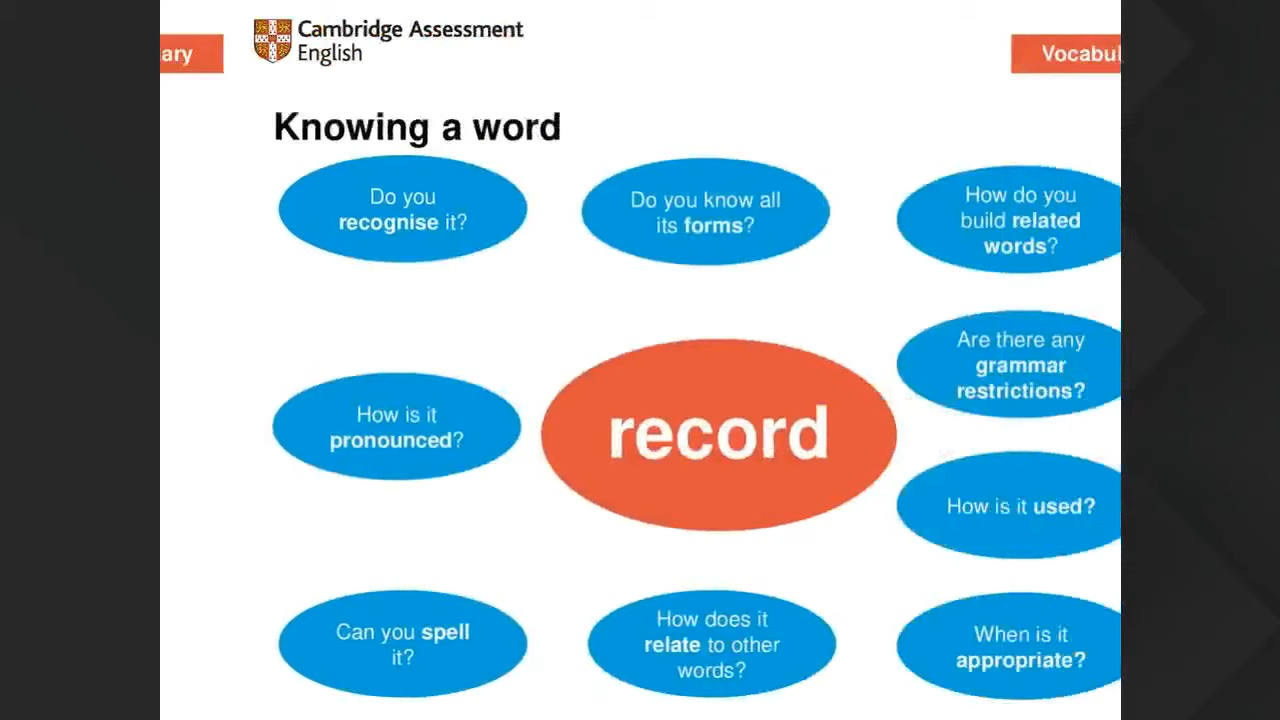 Cambridge Assessment
English
ary
Vocabul
Knowing a word
Do you
recognise it?
Do you know all
its forms?
How do you
build related
words?
Are there any
grammar
restrictions?
How is it
pronounced?
record
How is it used?
Can you spell
it?
How does it
relate to other
words?
When is it
appropriate?